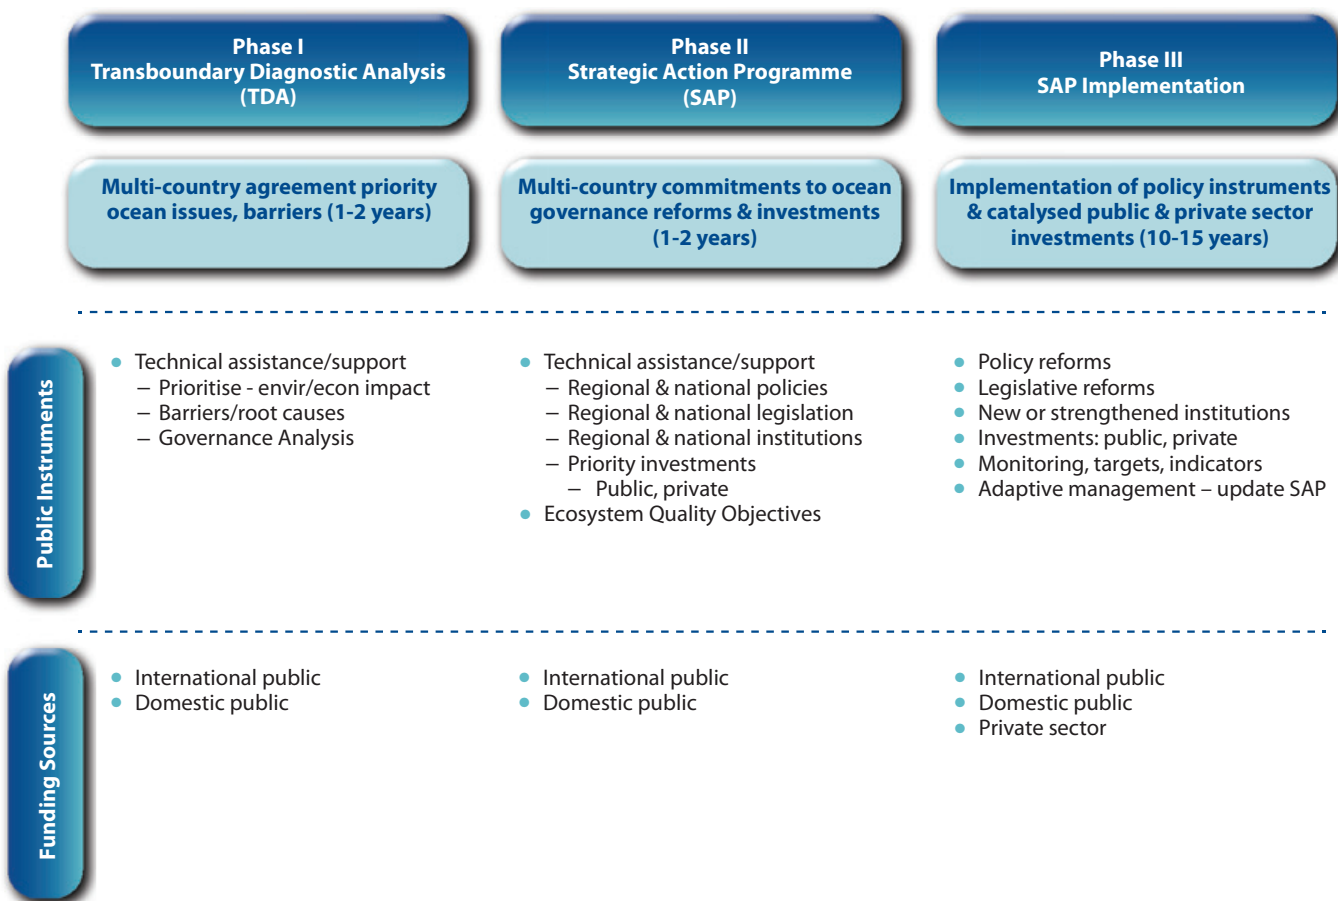 Phase I
Transboundary Diagnostic Analysis
(TDA)
Phase II
Strategic Action Programme
(SAP)
Phase III
SAP Implementation
Multi-country agreement priority
ocean issues, barriers (1-2 years)
Multi-country commitments to ocean
governance reforms & investments
(1-2 years)
Implementation of policy instruments
& catalysed public & private sector
investments (10-15 years)
Public Instruments
• Technical assistance/support
– Prioritise - envir/econ impact
– Barriers/root causes
– Governance Analysis
• Technical assistance/support
– Regional & national policies
– Regional & national legislation
– Regional & national institutions
– Priority investments
– Public, private
• Ecosystem Quality Objectives
• Policy reforms
• Legislative reforms
• New or strengthened institutions
• Investments: public, private
• Monitoring, targets, indicators
• Adaptive management – update SAP
Funding Sources
• International public
• Domestic public
• International public
• Domestic public
• International public
• Domestic public
• Private sector